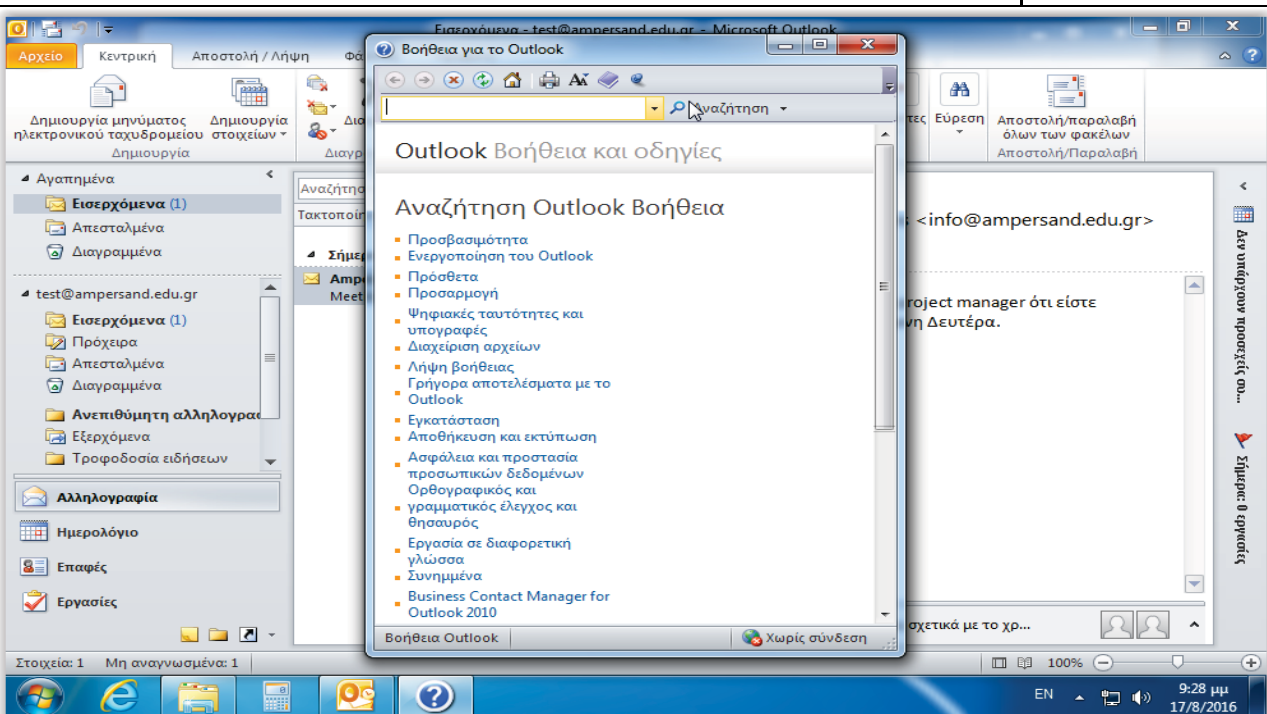 Εισερχόμενα - test@ampersand.edu.gr - Microsoft Outlook
Αρχείο
Κεντρική
Αποστολή / Λήψη
Δημιουργία μηνύματος
ηλεκτρονικού ταχυδρομείου
Δημιουργία
στοιχείων
Δημιουργία
Εύρεση
Αποστολή/παραλαβή
όλων των φακέλων
Αποστολή/Παραλαβή
Αγαπημένα
Εισερχόμενα (1)
Απεσταλμένα
Διαγραμμένα
test@ampersand.edu.gr
Εισερχόμενα (1)
Πρόχειρα
Απεσταλμένα
Διαγραμμένα
Ανεπιθύμητη αλληλογρα
Εξερχόμενα
Τροφοδοσία ειδήσεων
Αλληλογραφία
Ημερολόγιο
Επαφές
Εργασίες
Βοήθεια για το Outlook
Αναζήτηση
Outlook Βοήθεια και οδηγίες
Αναζήτηση Outlook Βοήθεια
Προσβασιμότητα
Ενεργοποίηση του Outlook
Πρόσθετα
Προσαρμογή
Ψηφιακές ταυτότητες και
υπογραφές
Διαχείριση αρχείων
Λήψη βοήθειας
Γρήγορα αποτελέσματα με το
Outlook
Εγκατάσταση
Αποθήκευση και εκτύπωση
Ασφάλεια και προστασία
προσωπικών δεδομένων
Ορθογραφικός και
γραμματικός έλεγχος και
θησαυρός
Εργασία σε διαφορετική
γλώσσα
Συνημμένα
Business Contact Manager for
Outlook 2010
Βοήθεια Outlook
Χωρίς σύνδεση
<info@ampersand.edu.gr>
roject manager ότι είστε
νη Δευτέρα.
σχετικά με το χρ...
Δεν υπάρχουν προσεχείς συ...
Σήμερα: 0 εργασίες
Στοιχεία: 1
Μη αναγνωσμένα: 1
100%
EN
9:28 μμ
17/8/2016